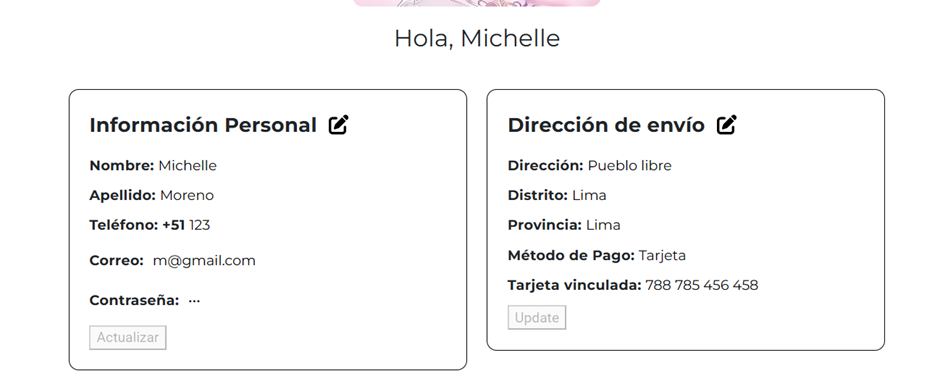 Hola, Michelle
Información Personal
Nombre: Michelle
Apellido: Moreno
Teléfono: +51 123
Correo: m@gmail.com
Contraseña: ···
Actualizar
Dirección de envío
Dirección: Pueblo libre
Distrito: Lima
Provincia: Lima
Método de Pago: Tarjeta
Tarjeta vinculada: 788 785 456 458
Update